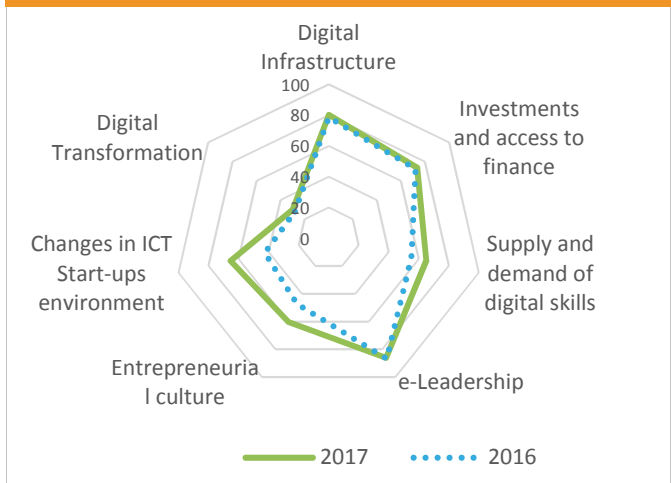 Digital
Infrastructure
100
80
60
40
20
0
Investments
and access to
finance
Supply and
demand of
digital skills
e-Leadership
Entrepreneuria
l culture
Changes in ICT
Start-ups
environment
Digital
Transformation
2017
2016